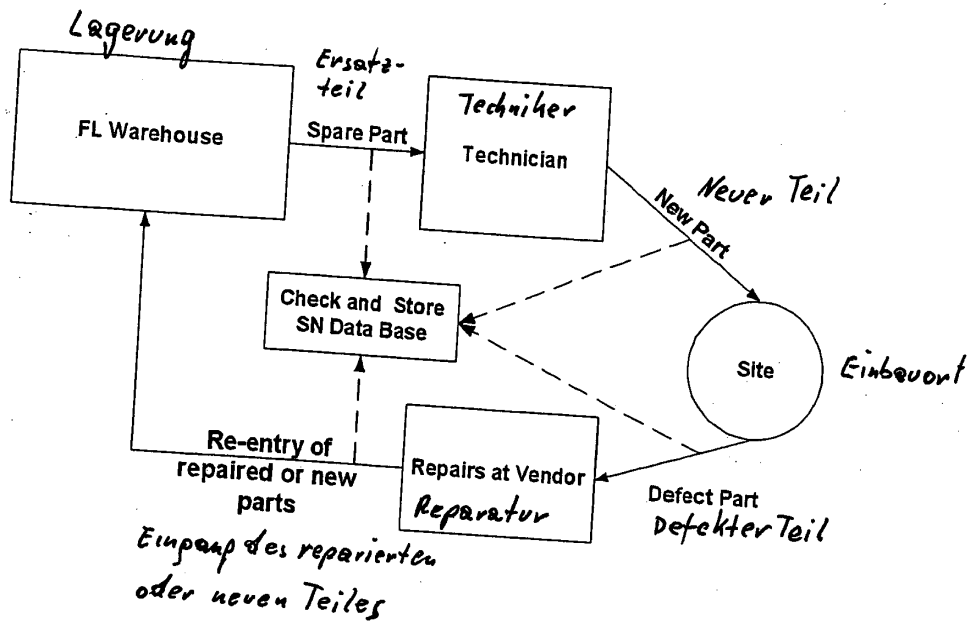 Lagerung
Ersatz-
teil
FL Warehouse
Spare Part
Techniker
Technician
Neuer Teil
New Part
Check and Store
SN Data Base
Site
Einbauort
Re-entry of
repaired or new
parts
Repairs at Vendor
Reparatur
Defect Part
Defekter Teil
Eingang des reparierten
oder neuen Teiles